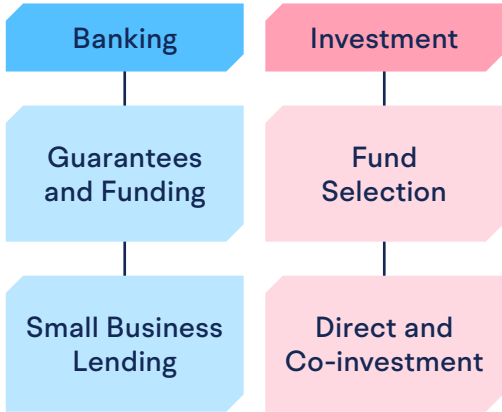 Banking
Guarantees
and Funding
Small Business
Lending
Investment
Fund
Selection
Direct and
Co-investment